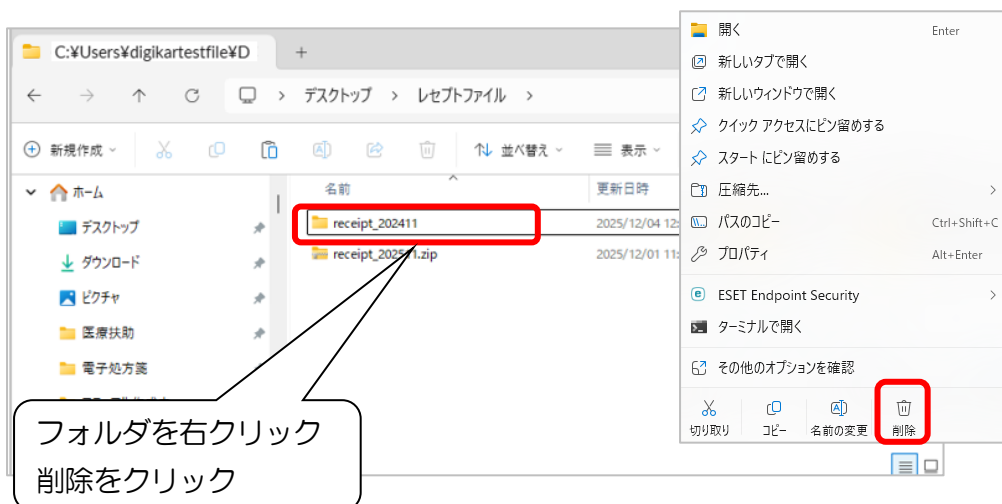 C:¥Users¥digikartestfile¥D
デスクトップ > レセプトファイル >
新規作成 並べ替え 表示
ホーム
デスクトップ
ダウンロード
ピクチャ
医療扶助
電子処方箋
名前 更新日時
receipt_202411 2025/12/04 12:
receipt_202511.zip 2025/12/01 11:
フォルダを右クリック
削除をクリック
開く Enter
新しいタブで開く
新しいウィンドウで開く
クイック アクセスにピン留めする
スタート にピン留めする
圧縮先... >
パスのコピー Ctrl+Shift+C
プロパティ Alt+Enter
ESET Endpoint Security >
ターミナルで開く
その他のオプションを確認
切り取り コピー 名前の変更 削除